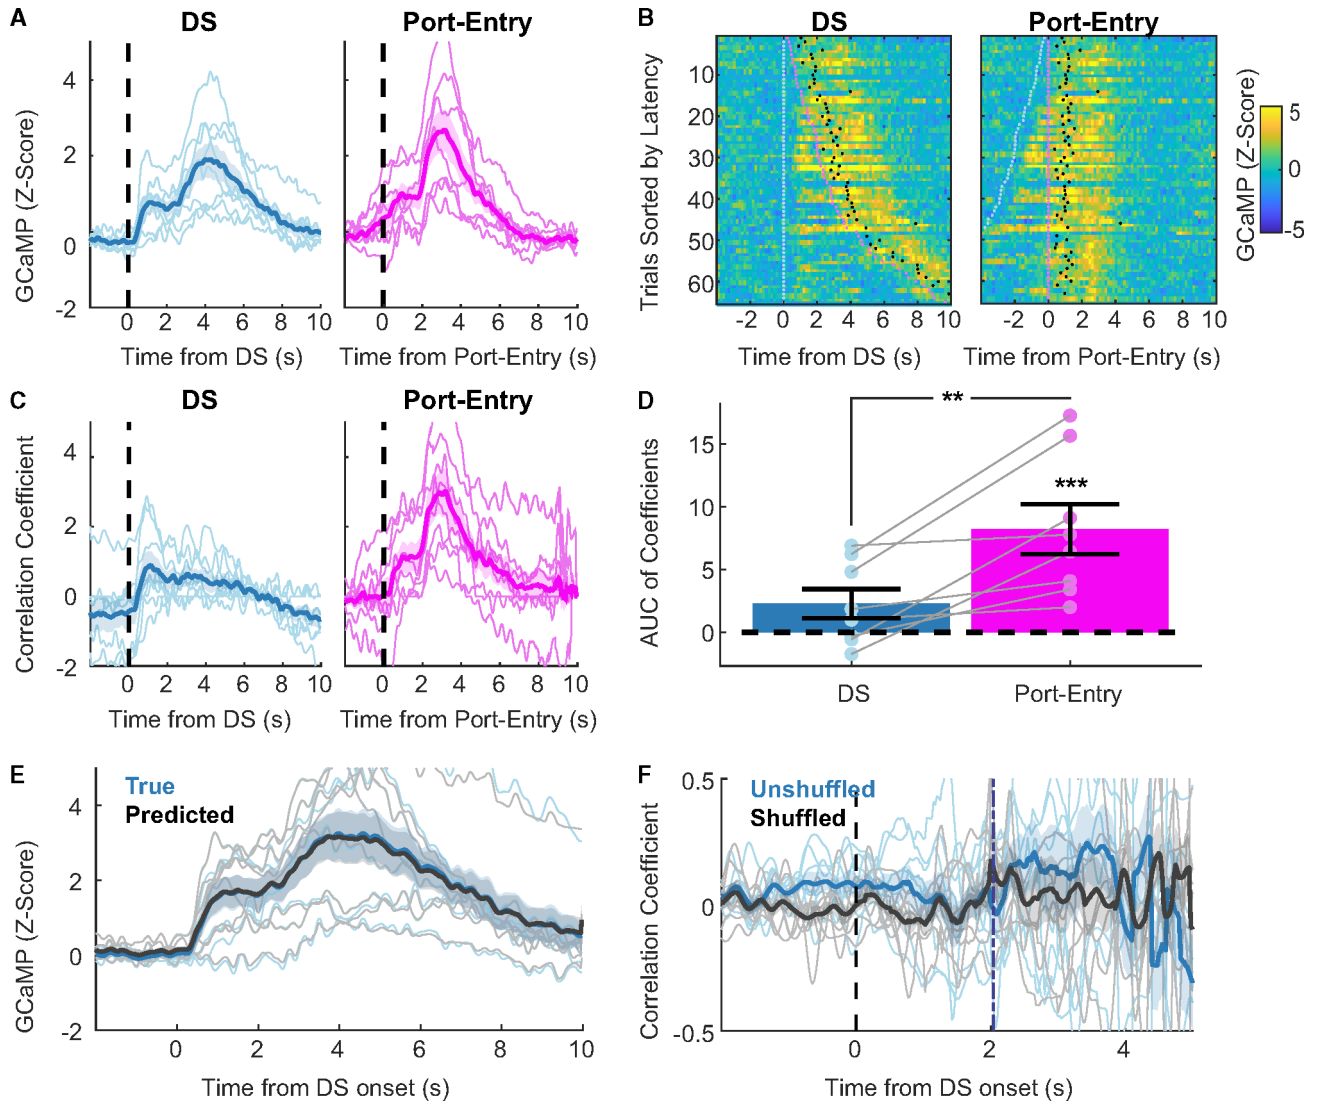 A
DS
Port-Entry
GCaMP (Z-Score)
4
2
0
-2
0 2 4 6 8 10
0 2 4 6 8 10
Time from DS (s)
Time from Port-Entry (s)
B
DS
Port-Entry
Trials Sorted by Latency
10
20
30
40
50
60
-2 0 2 4 6 8 10
-2 0 2 4 6 8 10
Time from DS (s)
Time from Port-Entry (s)
GCaMP (Z-Score)
5
0
-5
C
DS
Port-Entry
Correlation Coefficient
4
2
0
-2
0 2 4 6 8 10
0 2 4 6 8 10
Time from DS (s)
Time from Port-Entry (s)
D
AUC of Coefficients
15
10
5
0
**
***
DS
Port-Entry
E
True
Predicted
GCaMP (Z-Score)
4
2
0
-2
0 2 4 6 8 10
Time from DS onset (s)
F
Unshuffled
Shuffled
Correlation Coefficient
0.5
0
-0.5
0 2 4
Time from DS onset (s)